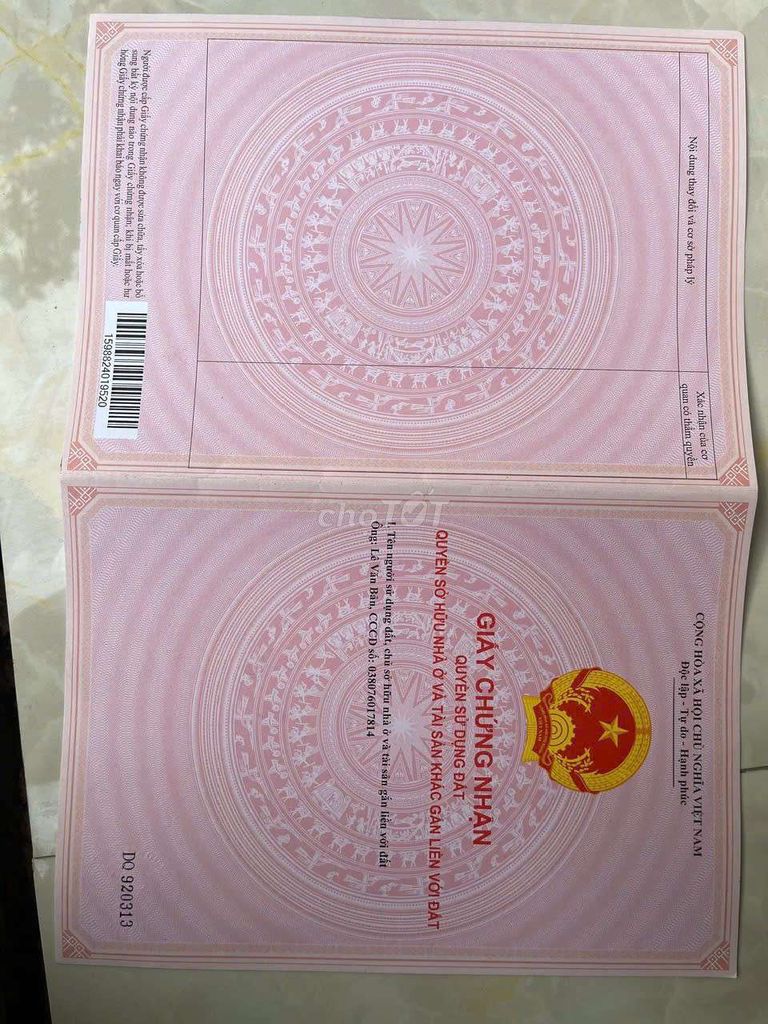 CỘNG HÒA XÃ HỘI CHỦ NGHĨA VIỆT NAM
Độc lập - Tự do - Hạnh phúc
GIẤY CHỨNG NHẬN
QUYỀN SỬ DỤNG ĐẤT
QUYỀN SỞ HỮU NHÀ Ở VÀ TÀI SẢN KHÁC GẮN LIỀN VỚI ĐẤT
I. Tên người sử dụng đất, chủ sở hữu nhà ở và tài sản gắn liền với đất
Ông: Lê Văn Bân, CCCD số: 038076017814
DQ 920313
Nội dung thay đổi và cơ sở pháp lý
Xác nhận của cơ
quan có thẩm quyền
Người được cấp Giấy chứng nhận không được sửa chữa, tẩy xóa hoặc bổ
sung bất kỳ nội dung nào trong Giấy chứng nhận; khi bị mất hoặc hư
hỏng Giấy chứng nhận phải khai báo ngay với cơ quan cấp Giấy.
1598824019520
choTỐT